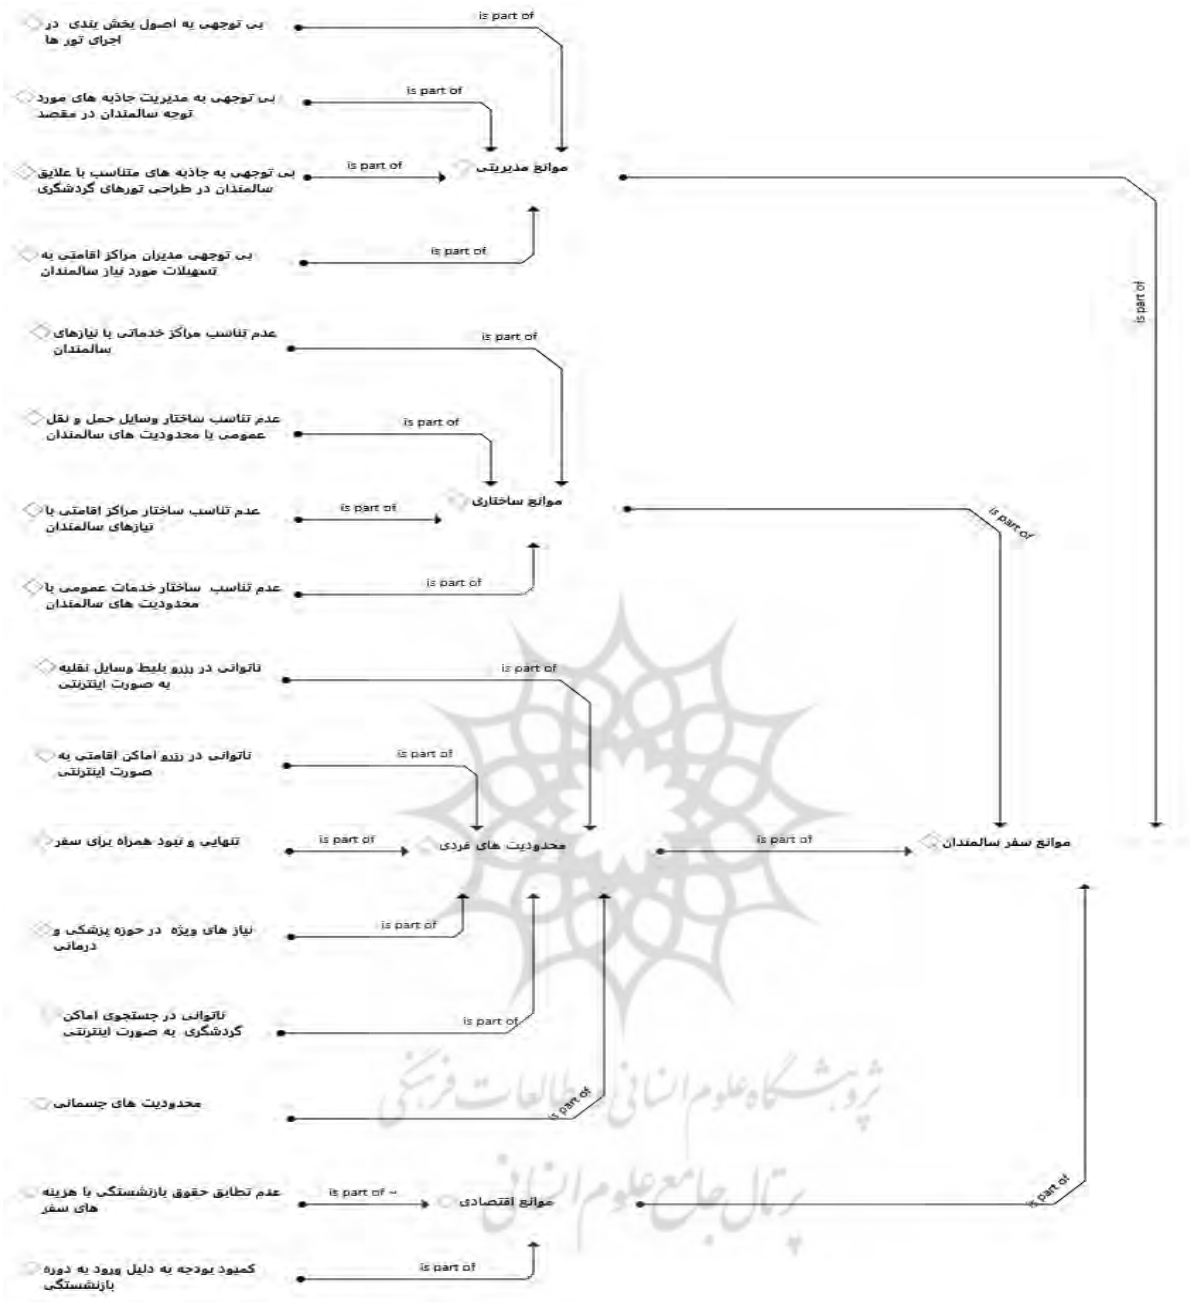 بی توجهی به اصول بخش بندی در
اجرای تور ها
is part of
بی توجهی به مدیریت جاذبه های مورد
توجه سالمندان در مقصد
is part of
بی توجهی به جاذبه های متناسب با علایق
سالمندان در طراحی تورهای گردشگری
is part of
موانع مدیریتی
بی توجهی مدیران مراکز اقامتی به
تسهیلات مورد نیاز سالمندان
is part of
is part of
عدم تناسب مراکز خدماتی با نیازهای
سالمندان
is part of
عدم تناسب ساختار وسایل حمل و نقل
عمومی با محدودیت های سالمندان
is part of
عدم تناسب ساختار مراکز اقامتی با
نیازهای سالمندان
is part of
موانع ساختاری
is part of
عدم تناسب ساختار خدمات عمومی با
محدودیت های سالمندان
is part of
ناتوانی در رزرو بلیط وسایل نقلیه
به صورت اینترنتی
is part of
ناتوانی در رزرو اماکن اقامتی به
صورت اینترنتی
is part of
تنهایی و نبود همراه برای سفر
is part of
محدودیت های فردی
is part of
موانع سفر سالمندان
نیاز های ویژه در حوزه پزشکی و
درمانی
is part of
ناتوانی در جستجوی اماکن
گردشگری به صورت اینترنتی
is part of
محدودیت های جسمانی
is part of
پژوهشگاه علوم انسانی و مطالعات فرهنگی
پرتال جامع علوم انسانی
عدم تطابق حقوق بازنشستگی با هزینه
های سفر
is part of ~
موانع اقتصادی
is part of
کمبود بودجه به دلیل ورود به دوره
بازنشستگی
is part of